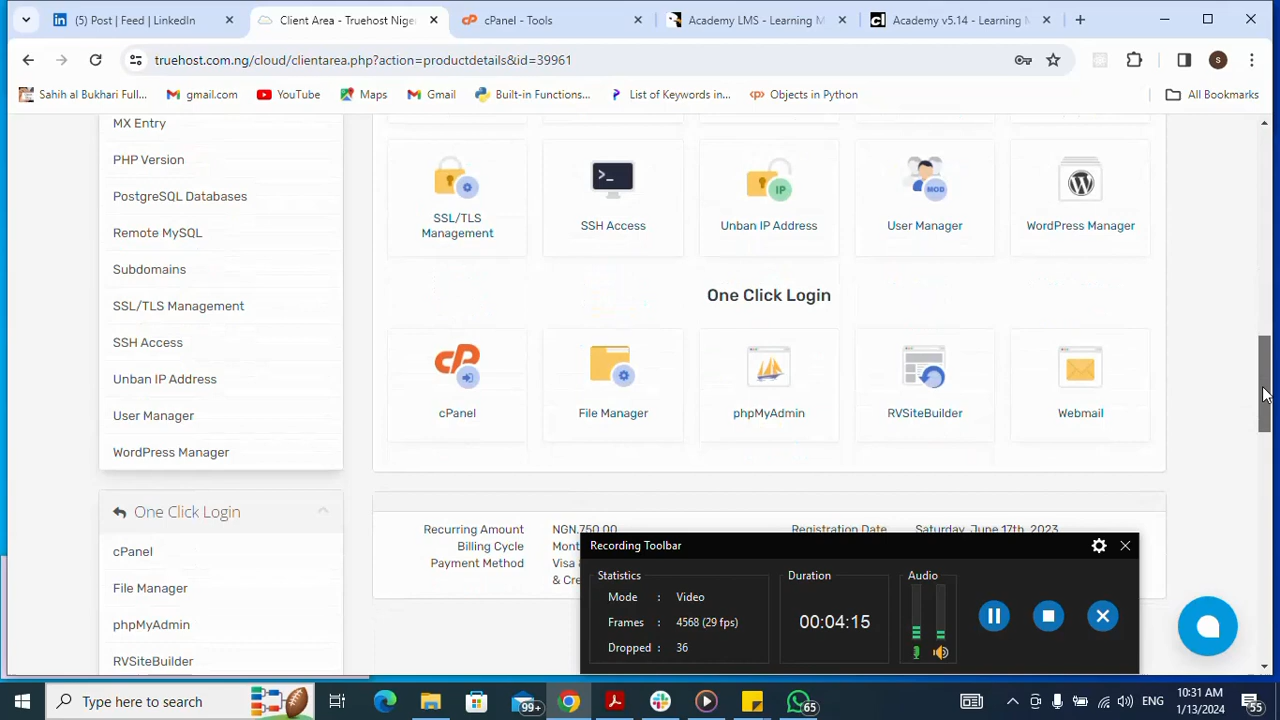 (5) Post | Feed | LinkedIn
Client Area - Truehost Nige
cPanel - Tools
Academy LMS - Learning M
Academy v5.14 - Learning M
truehost.com.ng/cloud/clientarea.php?action=productdetails&id=39961
S
Sahih al Bukhari Full...
gmail.com
YouTube
Maps
Gmail
Built-in Functions...
List of Keywords in...
Objects in Python
All Bookmarks
MX Entry
PHP Version
PostgreSQL Databases
Remote MySQL
Subdomains
SSL/TLS Management
SSH Access
Unban IP Address
User Manager
WordPress Manager
One Click Login
cPanel
File Manager
phpMyAdmin
RVSiteBuilder
SSL/TLS
Management
SSH Access
IP
Unban IP Address
MOD
User Manager
WordPress Manager
One Click Login
cPanel
File Manager
phpMyAdmin
RVSiteBuilder
Webmail
Recurring Amount NGN.750.00
Billing Cycle Mont
Payment Method Visa
& Cre
Registration Date Saturday, June 17th, 2023
Recording Toolbar
Statistics
Mode : Video
Frames : 4568 (29 fps)
Dropped : 36
Duration
00:04:15
Audio
Type here to search
99+
65
ENG
10:31 AM
1/13/2024
55